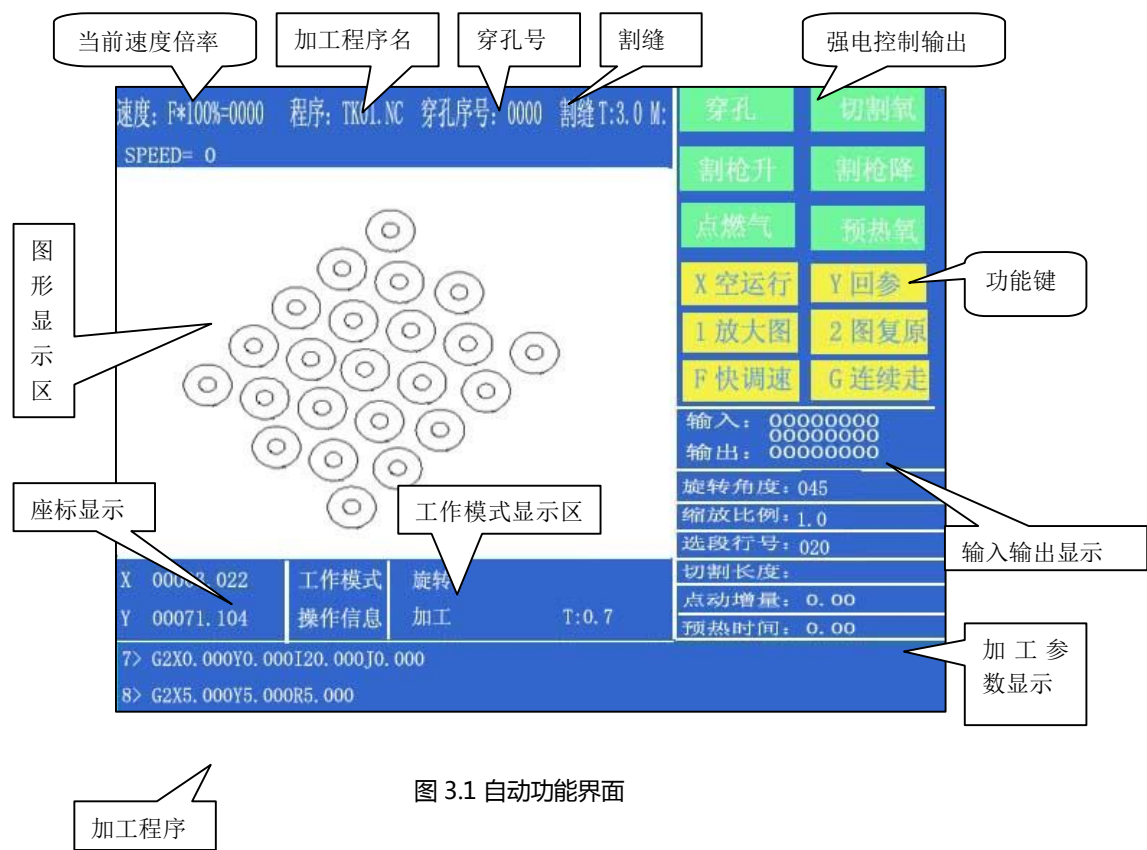 当前速度倍率
加工程序名
穿孔号
割缝
强电控制输出
速度: F*100%=0000 程序: TK01.NC 穿孔序号: 0000 割缝 T:3.0 M:
SPEED= 0
穿孔 切割氧
割枪升 割枪降
点燃气 预热氧
X 空运行 Y 回参
1 放大图 2 图复原
F 快调速 G 连续走
功能键
图形显示区
输入: 00000000
00000000
输出: 00000000
旋转角度: 045
缩放比例: 1.0
选段行号: 020
切割长度:
点动增量: 0.00
预热时间: 0.00
座标显示
工作模式显示区
输入输出显示
X 00003.022 工作模式 旋转
Y 00071.104 操作信息 加工 T:0.7
加工参数显示
7> G2X0.000Y0.000I20.000J0.000
8> G2X5.000Y5.000R5.000
图 3.1 自动功能界面
加工程序